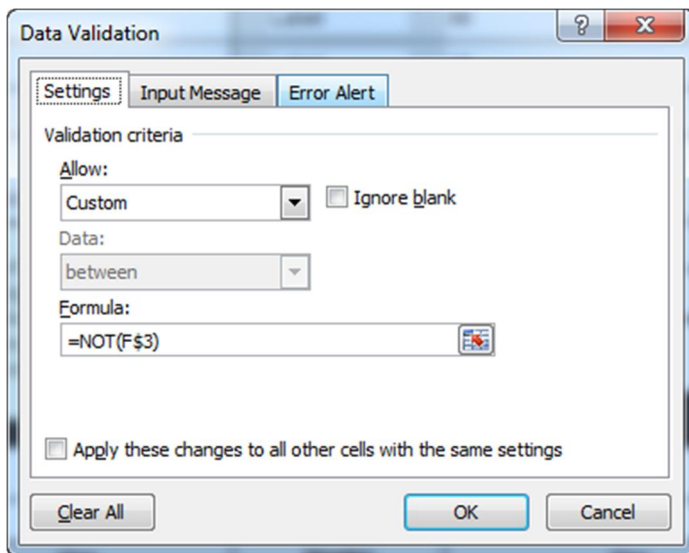 Data Validation
?
X
Settings Input Message Error Alert
Validation criteria
Allow:
Custom
Ignore blank
Data:
between
Formula:
=NOT(F$3)
Apply these changes to all other cells with the same settings
Clear All OK Cancel